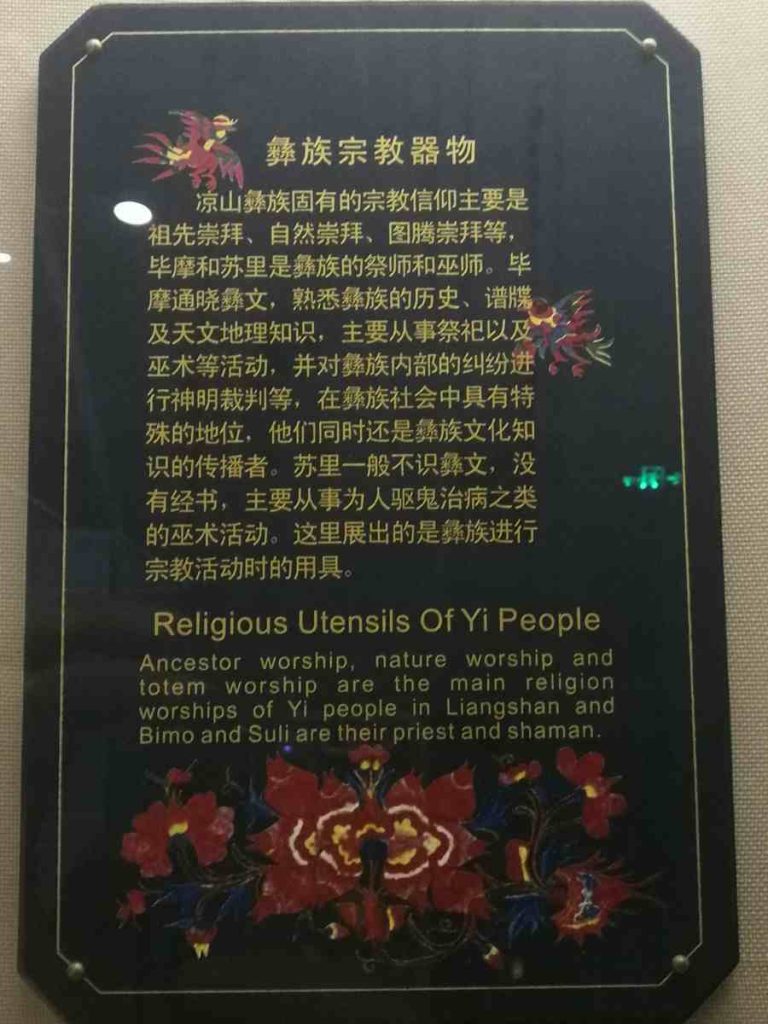 彝族宗教器物
凉山彝族固有的宗教信仰主要是
祖先崇拜、自然崇拜、图腾崇拜等，
毕摩和苏里是彝族的祭师和巫师。毕
摩通晓彝文，熟悉彝族的历史、谱牒
及天文地理知识，主要从事祭祀以及
巫术等活动，并对彝族内部的纠纷进
行神明裁判等，在彝族社会中具有特
殊的地位，他们同时还是彝族文化知
识的传播者。苏里一般不识彝文，没
有经书，主要从事为人驱鬼治病之类
的巫术活动。这里展出的是彝族进行
宗教活动时的用具。
Religious Utensils Of Yi People
Ancestor worship, nature worship and
totem worship are the main religion
worships of Yi people in Liangshan and
Bimo and Suli are their priest and shaman.